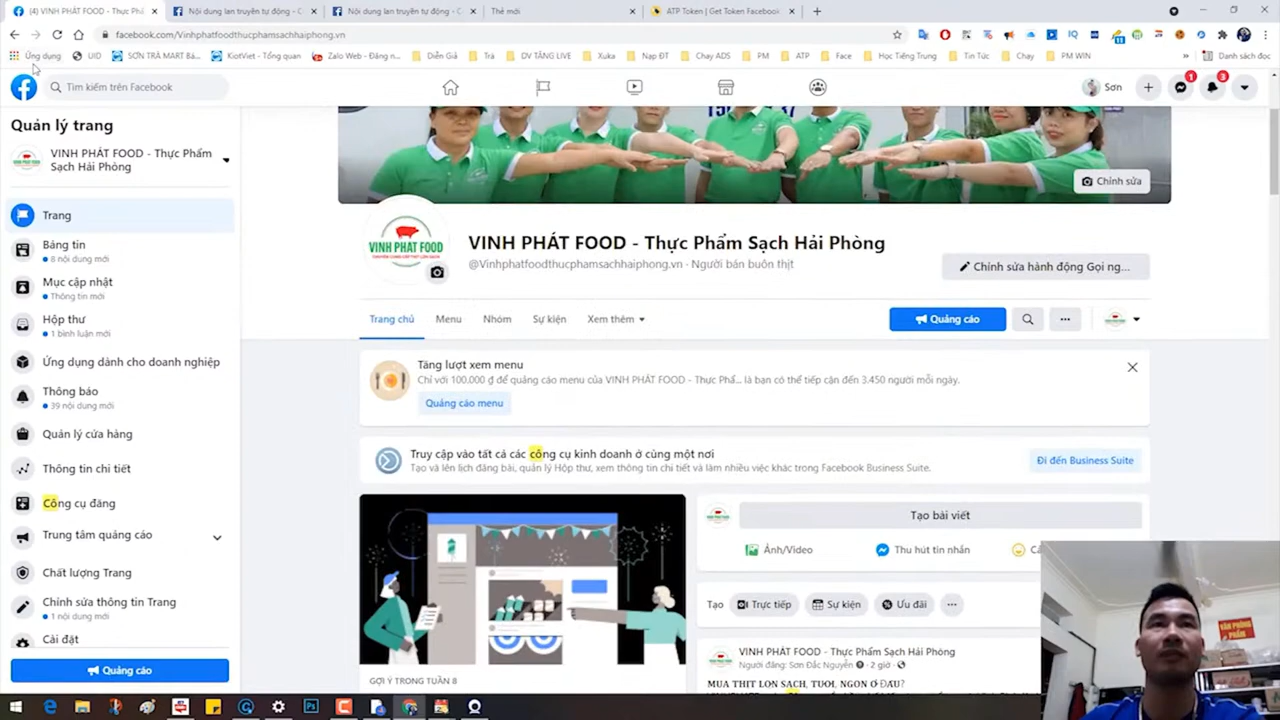 (4) VINH PHÁT FOOD - Thực Phẩ
Nội dung lan truyền tự động - C
Nội dung lan truyền tự động - C
Thẻ mới
ATP Token | Get Token Facebook
facebook.com/Vinhphatfoodthucphamsachhaiphong.vn
Ứng dụng
UID
SƠN TRÀ MART Bá...
KiotViet - Tổng quan
Zalo Web - Đăng n...
Diễn Giả
Trà
DV TĂNG LIVE
Xuka
Nạp ĐT
Chạy ADS
PM
ATP
Face
Học Tiếng Trung
Tin Tức
Chạy
PM WIN
»
Danh sách đọc
Tìm kiếm trên Facebook
Sơn
1
3
Quản lý trang
VINH PHÁT FOOD - Thực Phẩm
Sạch Hải Phòng
Trang
Bảng tin
8 nội dung mới
Mục cập nhật
Thông tin mới
Hộp thư
1 bình luận mới
Ứng dụng dành cho doanh nghiệp
Thông báo
39 nội dung mới
Quản lý cửa hàng
Thông tin chi tiết
Công cụ đăng
Trung tâm quảng cáo
Chất lượng Trang
Chỉnh sửa thông tin Trang
1 nội dung mới
Cài đặt
Quảng cáo
Chỉnh sửa
VINH PHAT FOOD
VINH PHÁT FOOD - Thực Phẩm Sạch Hải Phòng
@Vinhphatfoodthucphamsachhaiphong.vn · Người bán buôn thịt
Chỉnh sửa hành động Gọi ng...
Trang chủ
Menu
Nhóm
Sự kiện
Xem thêm
Quảng cáo
Tăng lượt xem menu
Chỉ với 100.000 ₫ để quảng cáo menu của VINH PHÁT FOOD - Thực Phẩ... là bạn có thể tiếp cận đến 3.450 người mỗi ngày.
Quảng cáo menu
Truy cập vào tất cả các công cụ kinh doanh ở cùng một nơi
Tạo và lên lịch đăng bài, quản lý Hộp thư, xem thông tin chi tiết và làm nhiều việc khác trong Facebook Business Suite.
Đi đến Business Suite
Tạo bài viết
Ảnh/Video
Thu hút tin nhắn
Tạo
Trực tiếp
Sự kiện
Ưu đãi
VINH PHÁT FOOD - Thực Phẩm Sạch Hải Phòng
Người đăng: Sơn Đắc Nguyễn · 2 giờ
MUA THỊT LỢN SẠCH, TƯƠI, NGON Ở ĐÂU?
GỢI Ý TRONG TUẦN 8
VĂN PHÒNG
PHẨM